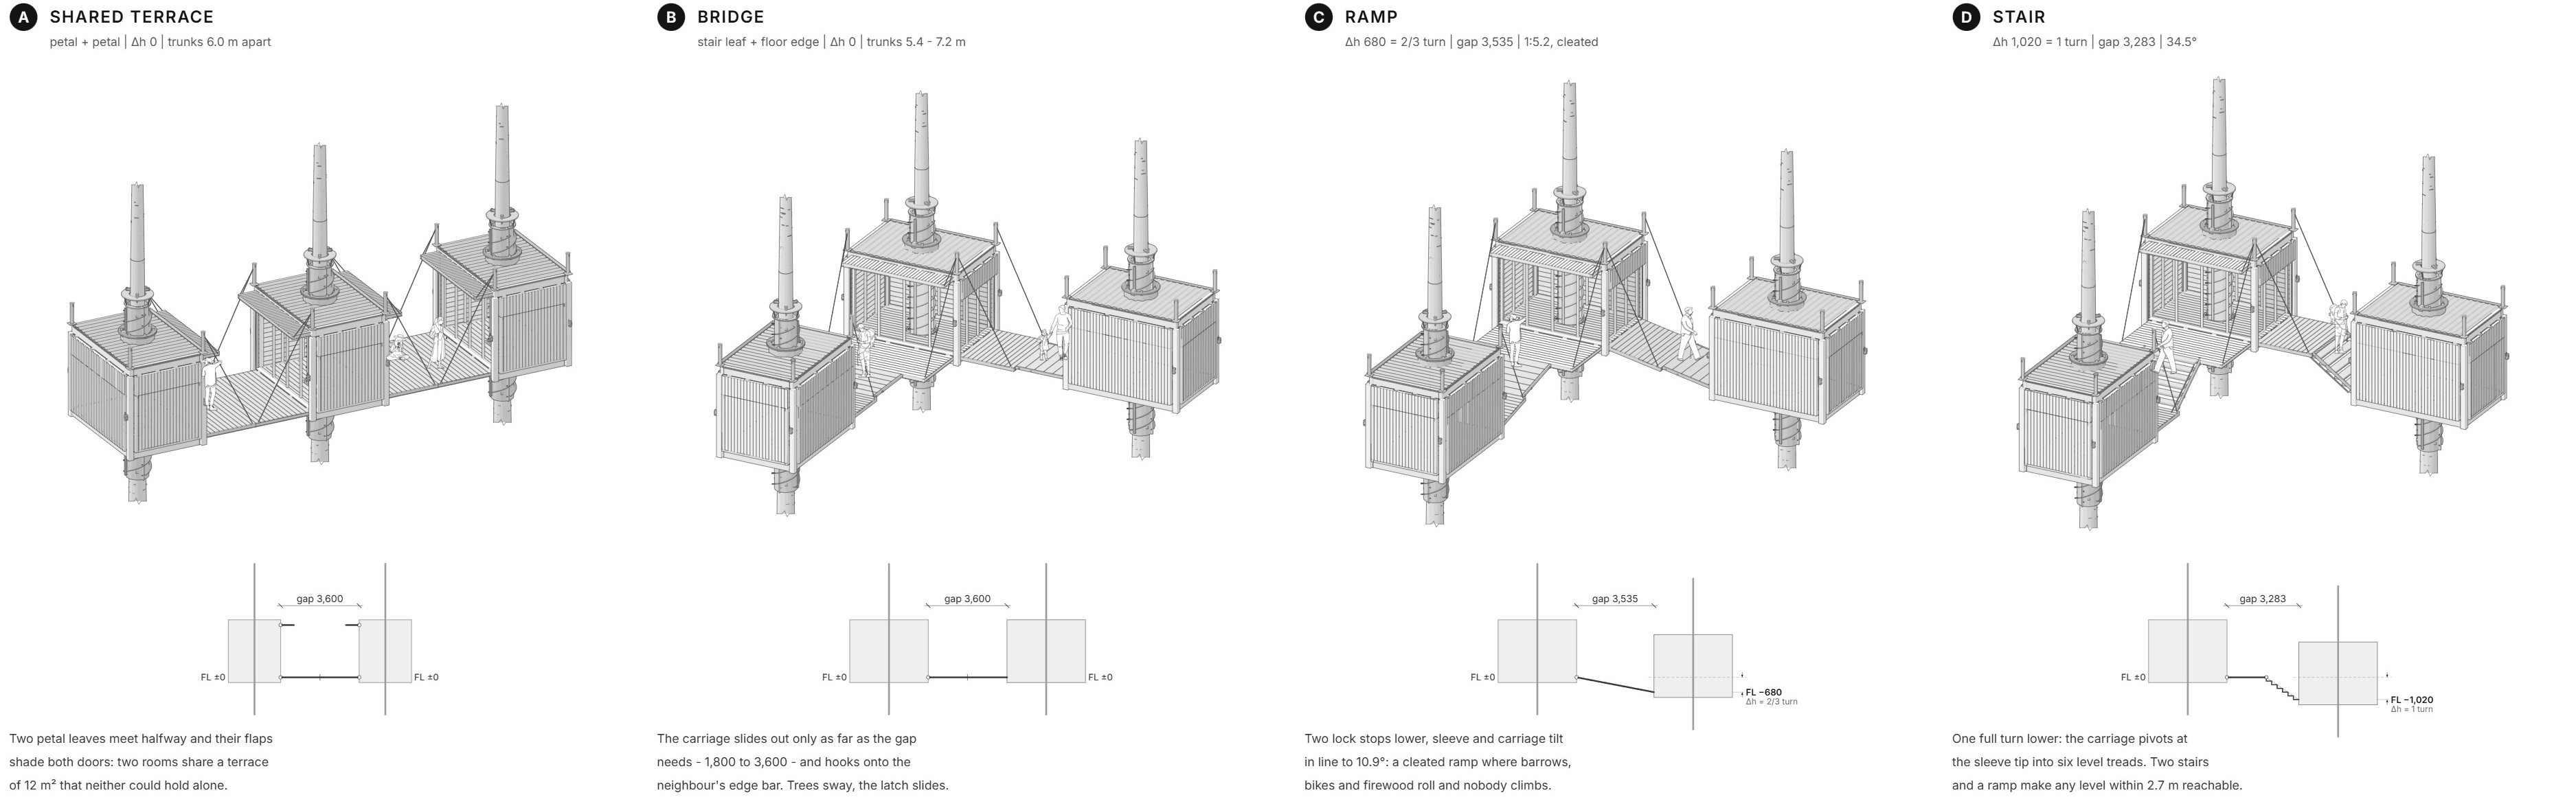 A SHARED TERRACE
petal + petal | Δh 0 | trunks 6.0 m apart
gap 3,600
FL ±0
FL ±0
Two petal leaves meet halfway and their flaps
shade both doors: two rooms share a terrace
of 12 m² that neither could hold alone.
B BRIDGE
stair leaf + floor edge | Δh 0 | trunks 5.4 - 7.2 m
gap 3,600
FL ±0
FL ±0
The carriage slides out only as far as the gap
needs - 1,800 to 3,600 - and hooks onto the
neighbour's edge bar. Trees sway, the latch slides.
C RAMP
Δh 680 = 2/3 turn | gap 3,535 | 1:5.2, cleated
gap 3,535
FL ±0
FL −680
Δh = 2/3 turn
Two lock stops lower, sleeve and carriage tilt
in line to 10.9°: a cleated ramp where barrows,
bikes and firewood roll and nobody climbs.
D STAIR
Δh 1,020 = 1 turn | gap 3,283 | 34.5°
gap 3,283
FL ±0
FL −1,020
Δh = 1 turn
One full turn lower: the carriage pivots at
the sleeve tip into six level treads. Two stairs
and a ramp make any level within 2.7 m reachable.